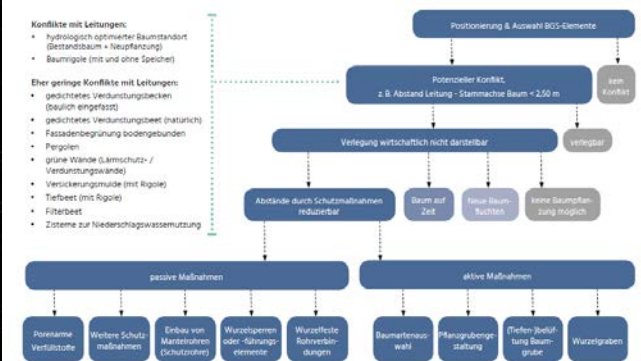 Konflikte mit Leitungen:
• hydrologisch optimierter Baumstandort
(Bestandsbaum + Neupflanzung)
• Baumrigole (mit und ohne Speicher)
Eher geringe Konflikte mit Leitungen:
• gedichtetes Verdunstungsbecken
(baulich eingefasst)
• gedichtetes Verdunstungsbeet (natürlich)
• Fassadenbegrünung bodengebunden
• Pergolen
• grüne Wände (Lärmschutz- /
Verdunstungswände)
• Versickerungsmulde (mit Rigole)
• Tiefbeet (mit Rigole)
• Filterbeet
• Zisterne zur Niederschlagswassernutzung
Positionierung & Auswahl BGS-Elemente
Potenzieller Konflikt,
z. B. Abstand Leitung - Stammachse Baum < 2,50 m
kein
Konflikt
Verlegung wirtschaftlich nicht darstellbar
verlegbar
Abstände durch Schutzmaßnahmen
reduzierbar
Baum auf
Zeit
Neue Baum-
fluchten
keine Baumpflan-
zung möglich
passive Maßnahmen
aktive Maßnahmen
Porenarme
Verfüllstoffe
Weitere Schutz-
maßnahmen
Einbau von
Mantelrohren
(Schutzrohre)
Wurzelsperren
oder -führungs-
elemente
Wurzelfeste
Rohrverbin-
dungen
Baumartenaus-
wahl
Pflanzgrubenge-
staltung
(Tiefen-)belüf-
tung Baum-
grube
Wurzelgraben